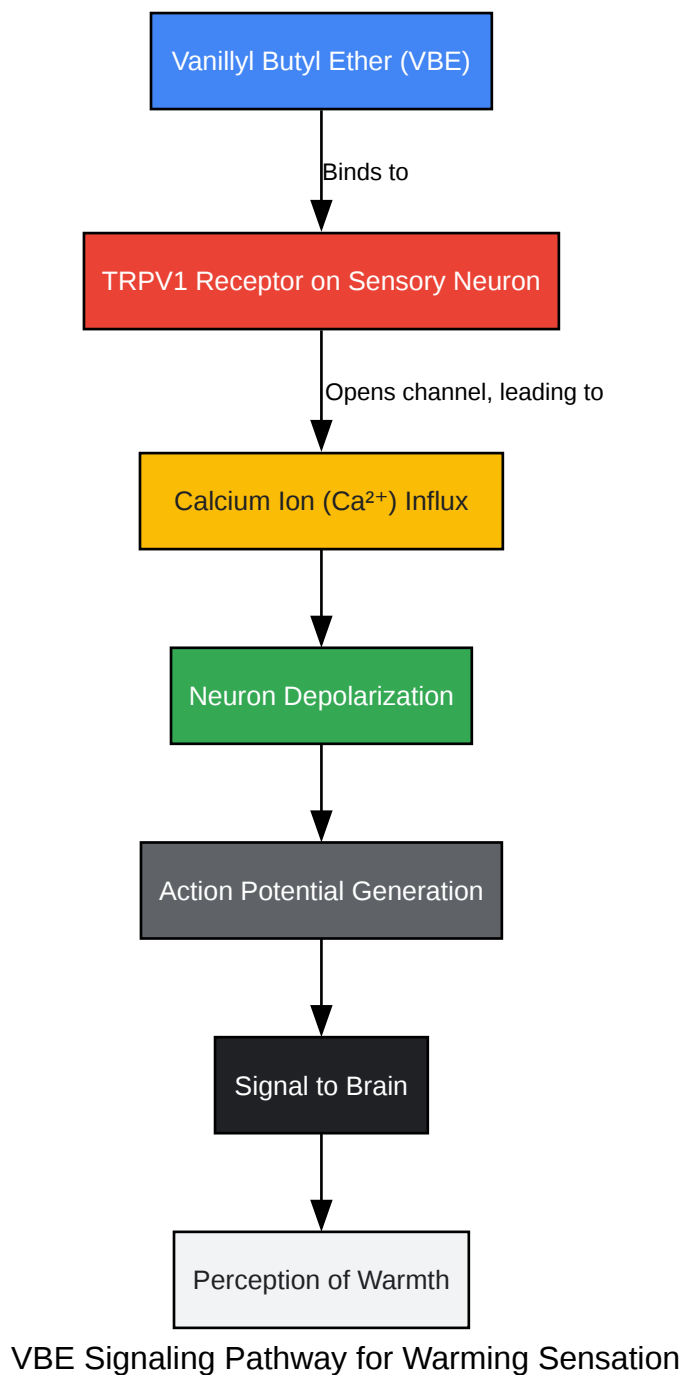 Vanillyl Butyl Ether (VBE)
Binds to
TRPV1 Receptor on Sensory Neuron
Opens channel, leading to
Calcium Ion (Ca²⁺) Influx
Neuron Depolarization
Action Potential Generation
Signal to Brain
Perception of Warmth
VBE Signaling Pathway for Warming Sensation